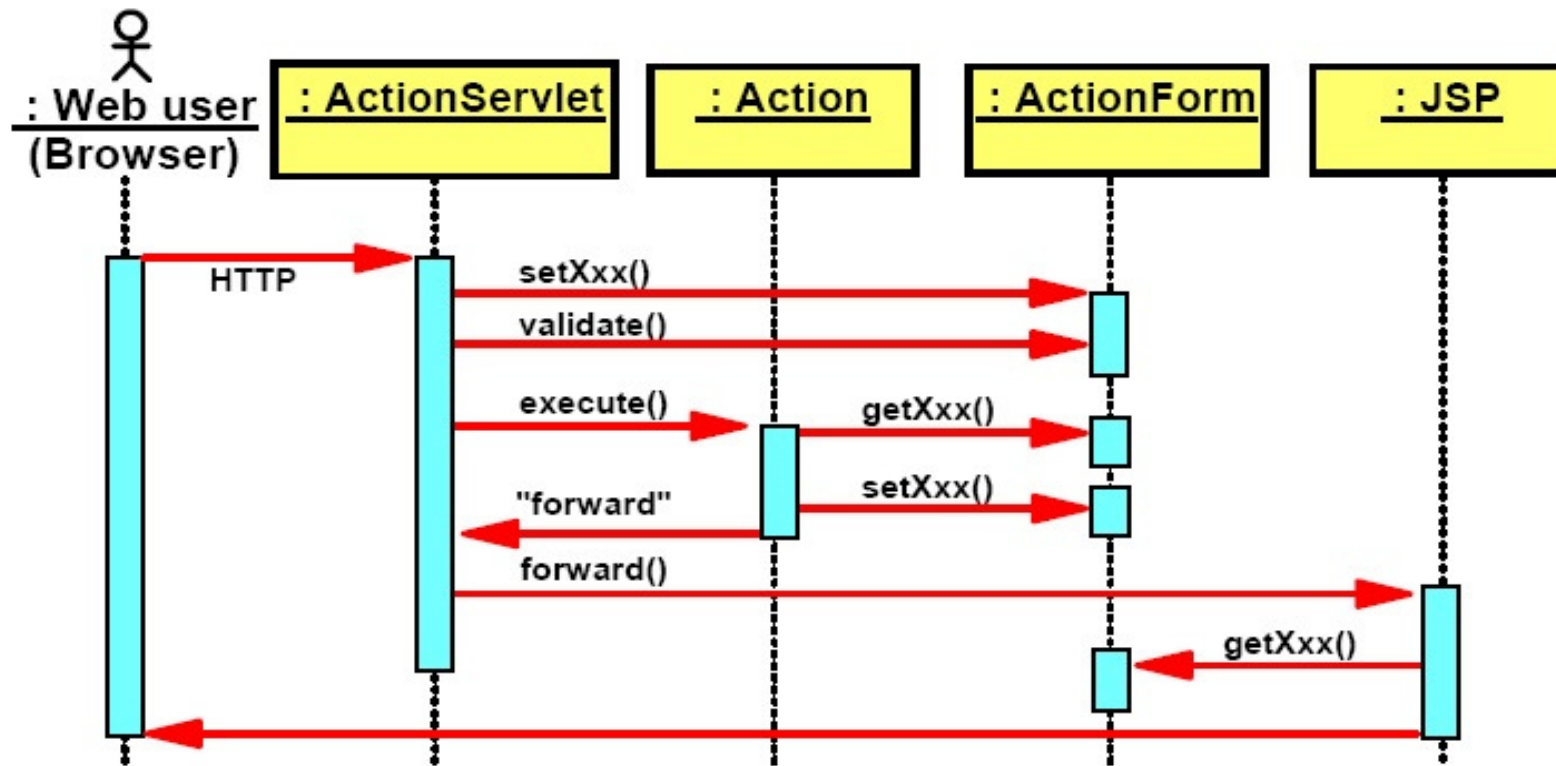 : Web user
(Browser)
: ActionServlet
: Action
: ActionForm
: JSP
HTTP
setXxx()
validate()
execute()
getXxx()
"forward"
setXxx()
forward()
getXxx()